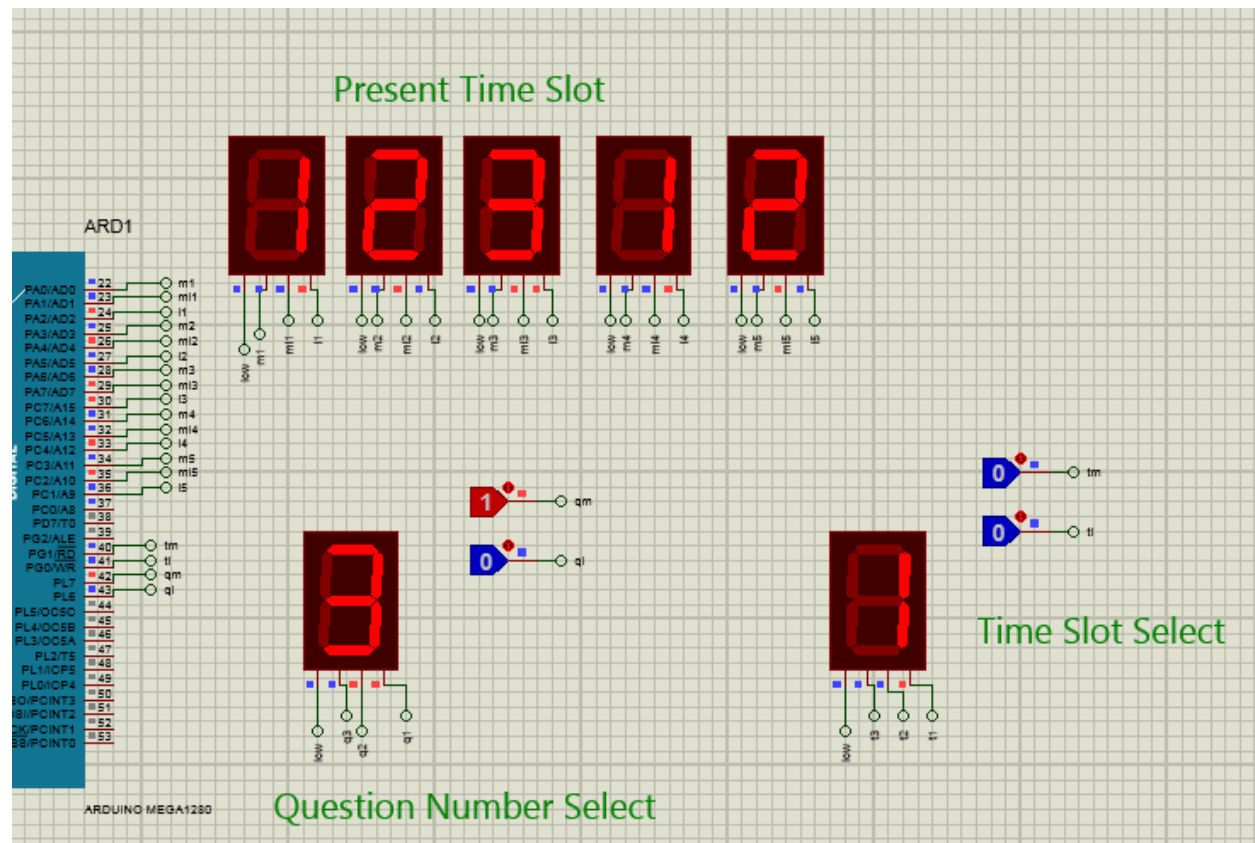 Present Time Slot
1 2 3 1 2
low m1 ml1 l1 low m2 ml2 l2 low m3 ml3 l3 low m4 ml4 l4 low m5 ml5 l5
ARD1
DIGITAL
PA0/AD0 22 m1
PA1/AD1 23 ml1
PA2/AD2 24 l1
PA3/AD3 25 m2
PA4/AD4 26 ml2
PA5/AD5 27 l2
PA6/AD6 28 m3
PA7/AD7 29 ml3
PC7/A15 30 l3
PC6/A14 31 m4
PC5/A13 32 ml4
PC4/A12 33 l4
PC3/A11 34 m5
PC2/A10 35 ml5
PC1/A9 36 l5
PC0/A8 37
PD7/T0 38
PG2/ALE 39
PG1/RD 40 tm
PG0/WR 41 tl
PL7 42 qm
PL6 43 ql
PL5/OC5C 44
PL4/OC5B 45
PL3/OC5A 46
PL2/T5 47
PL1/ICP5 48
PL0/ICP4 49
50
51
52
53
ARDUINO MEGA1280
1 qm
0 ql
3
low q3 q2 q1
Question Number Select
0 tm
0 tl
1
low t3 t2 t1
Time Slot Select